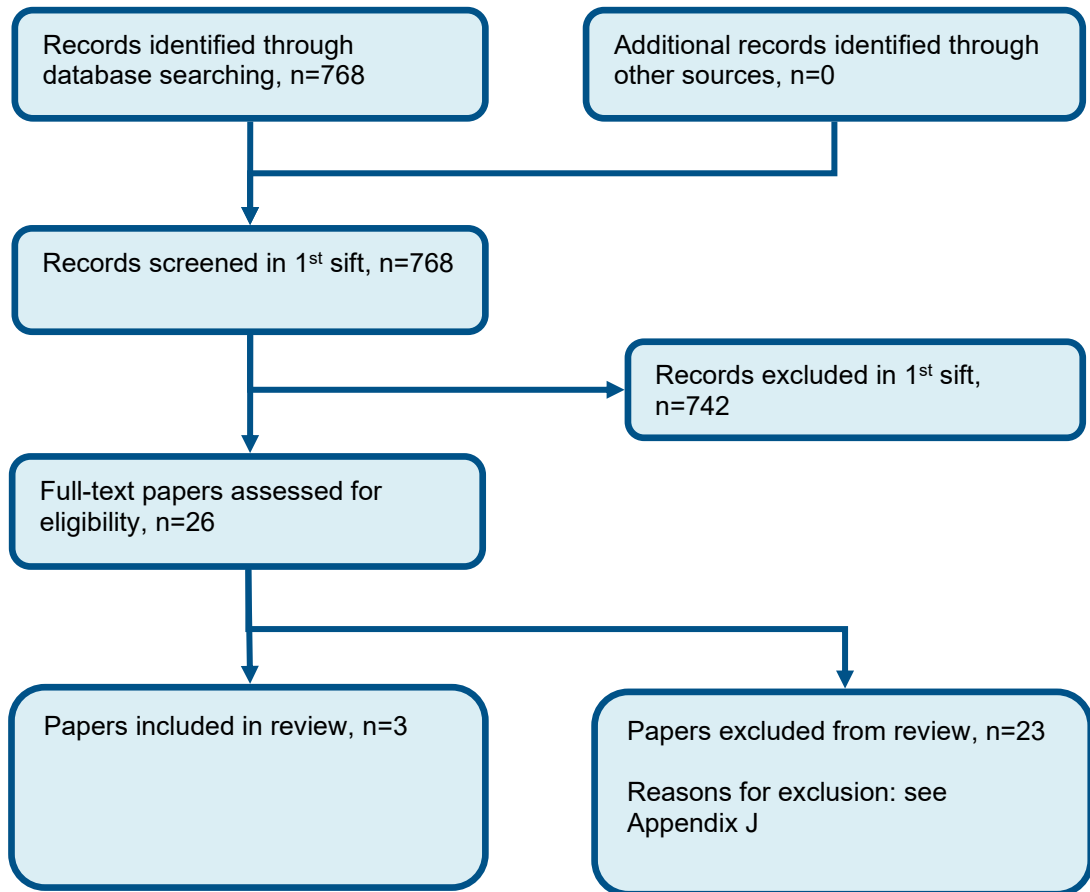 Records identified through
database searching, n=768
Additional records identified through
other sources, n=0
Records screened in 1st sift, n=768
Records excluded in 1st sift,
n=742
Full-text papers assessed for
eligibility, n=26
Papers included in review, n=3
Papers excluded from review, n=23
Reasons for exclusion: see
Appendix J